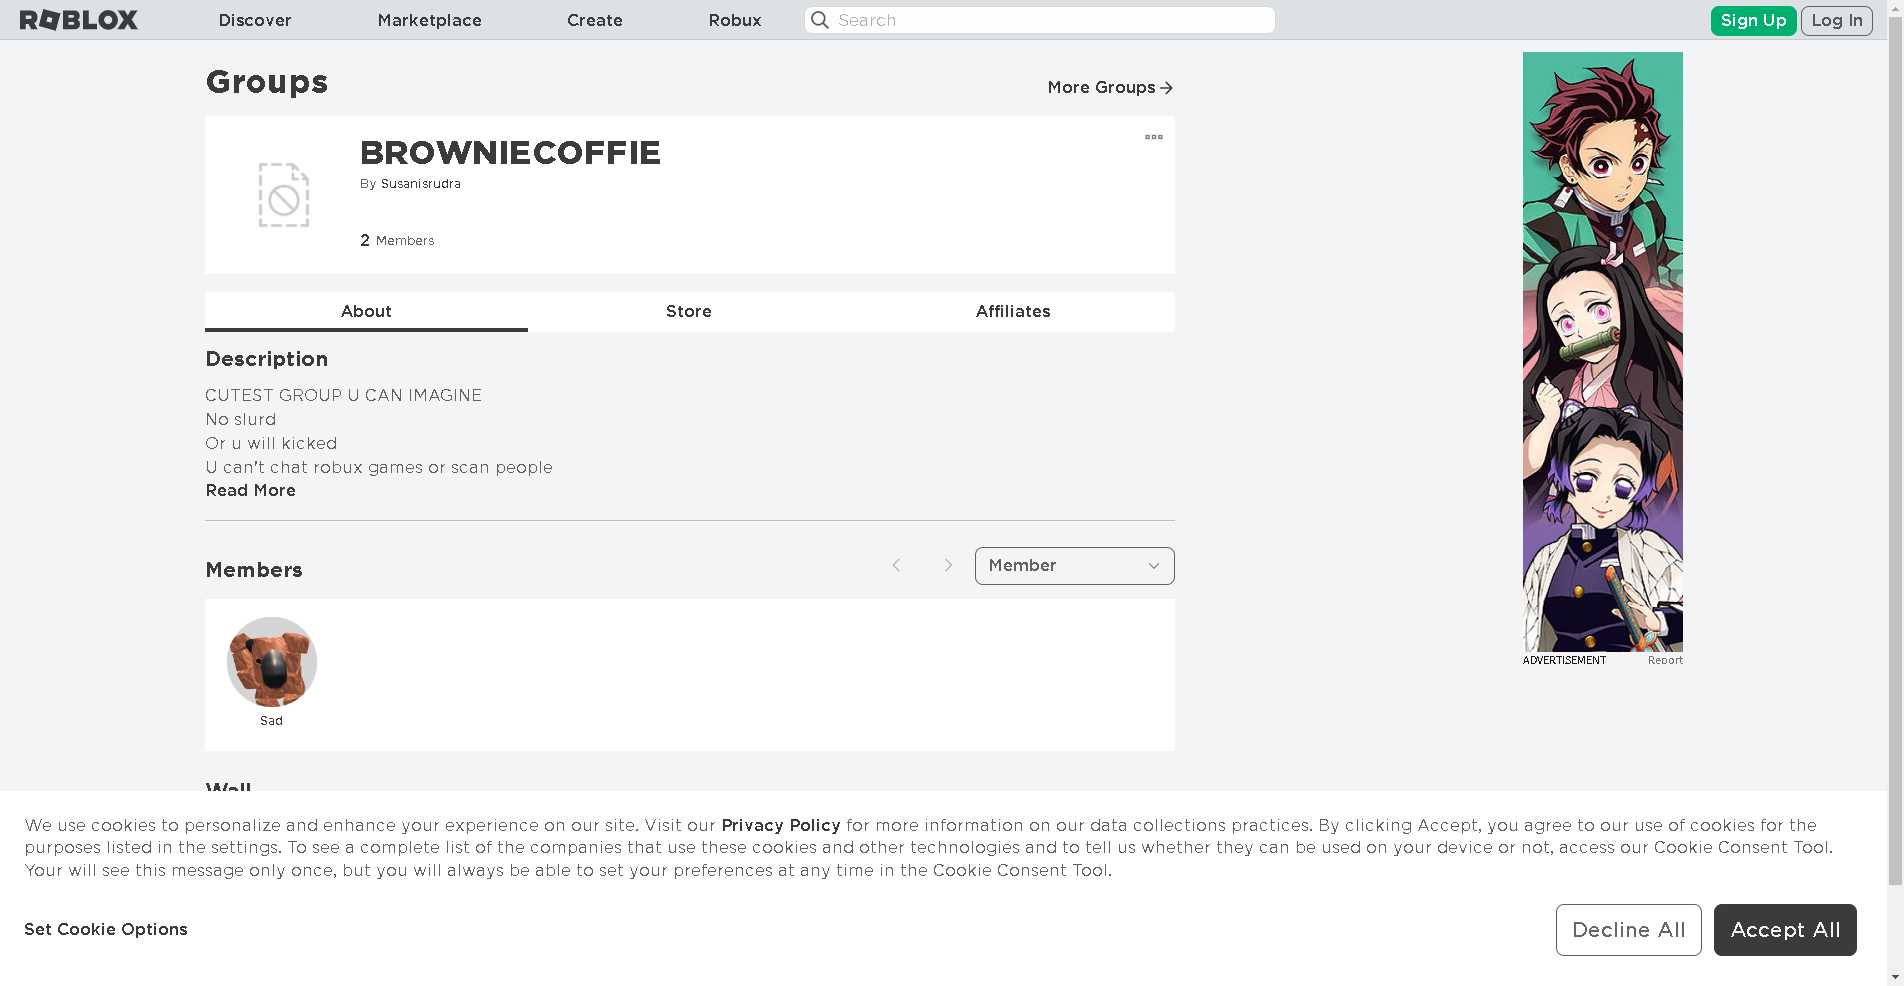 ROBLOX
Discover
Marketplace
Create
Robux
Search
Sign Up
Log In
Groups
More Groups
BROWNIECOFFIE
By Susanisrudra
2 Members
About
Store
Affiliates
Description
CUTEST GROUP U CAN IMAGINE
No slurd
Or u will kicked
U can't chat robux games or scan people
Read More
Members
Member
Sad
ADVERTISEMENT
Report
Wall
We use cookies to personalize and enhance your experience on our site. Visit our Privacy Policy for more information on our data collections practices. By clicking Accept, you agree to our use of cookies for the
purposes listed in the settings. To see a complete list of the companies that use these cookies and other technologies and to tell us whether they can be used on your device or not, access our Cookie Consent Tool.
Your will see this message only once, but you will always be able to set your preferences at any time in the Cookie Consent Tool.
Set Cookie Options
Decline All
Accept All